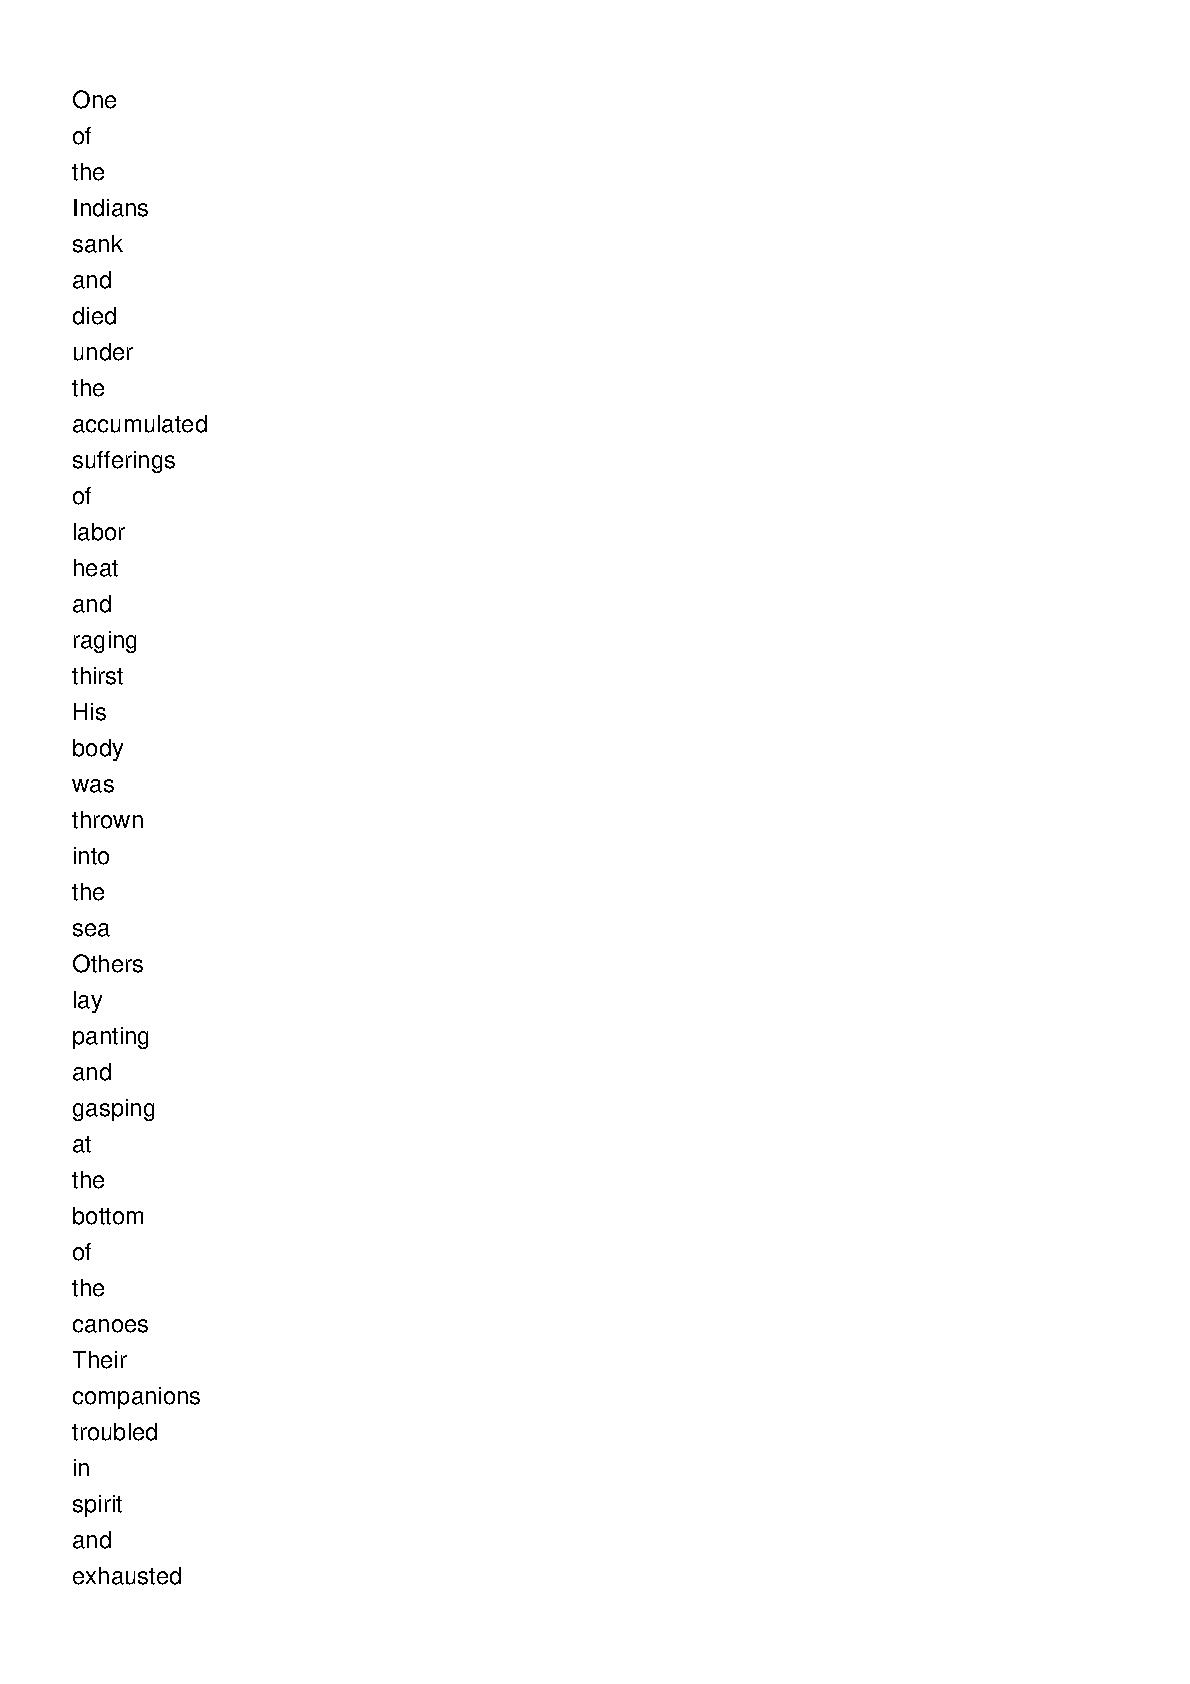 One
of
the
Indians
sank
and
died
under
the
accumulated
sufferings
of
labor
heat
and
raging
thirst
His
body
was
thrown
into
the
sea
Others
lay
panting
and
gasping
at
the
bottom
of
the
canoes
Their
companions
troubled
in
spirit
and
exhausted